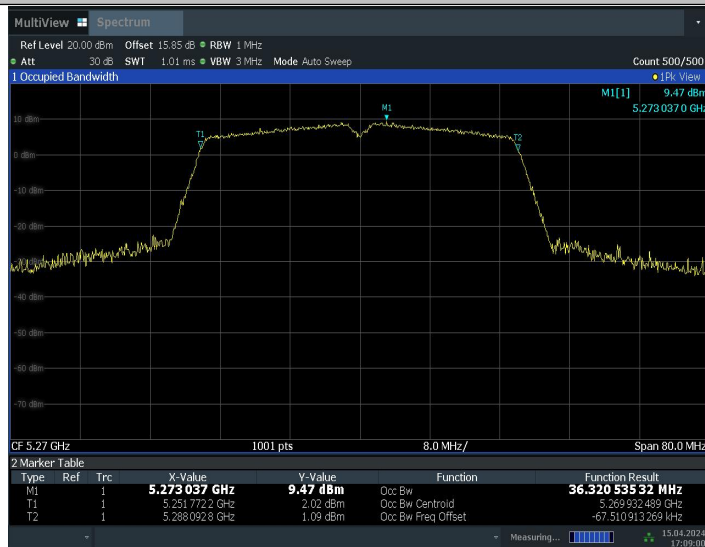 MultiView Spectrum
Ref Level 20.00 dBm Offset 15.85 dB RBW 1 MHz
Att 30 dB SWT 1.01 ms VBW 3 MHz Mode Auto Sweep Count 500/500
1 Occupied Bandwidth 1Pk View
M1[1] 9.47 dBm
5.273 037 0 GHz
M1
10 dBm
T1
T2
0 dBm
-10 dBm
-20 dBm
-40 dBm
-50 dBm
-60 dBm
-70 dBm
CF 5.27 GHz 1001 pts 8.0 MHz/ Span 80.0 MHz
2 Marker Table
Type Ref Trc X-Value Y-Value Function Function Result
M1 1 5.273 037 GHz 9.47 dBm Occ Bw 36.320 535 32 MHz
T1 1 5.251 772 2 GHz 2.02 dBm Occ Bw Centroid 5.269 932 489 GHz
T2 1 5.288 092 8 GHz 1.09 dBm Occ Bw Freq Offset -67.510 913 269 kHz
Measuring... 15.04.2024
17:09:00